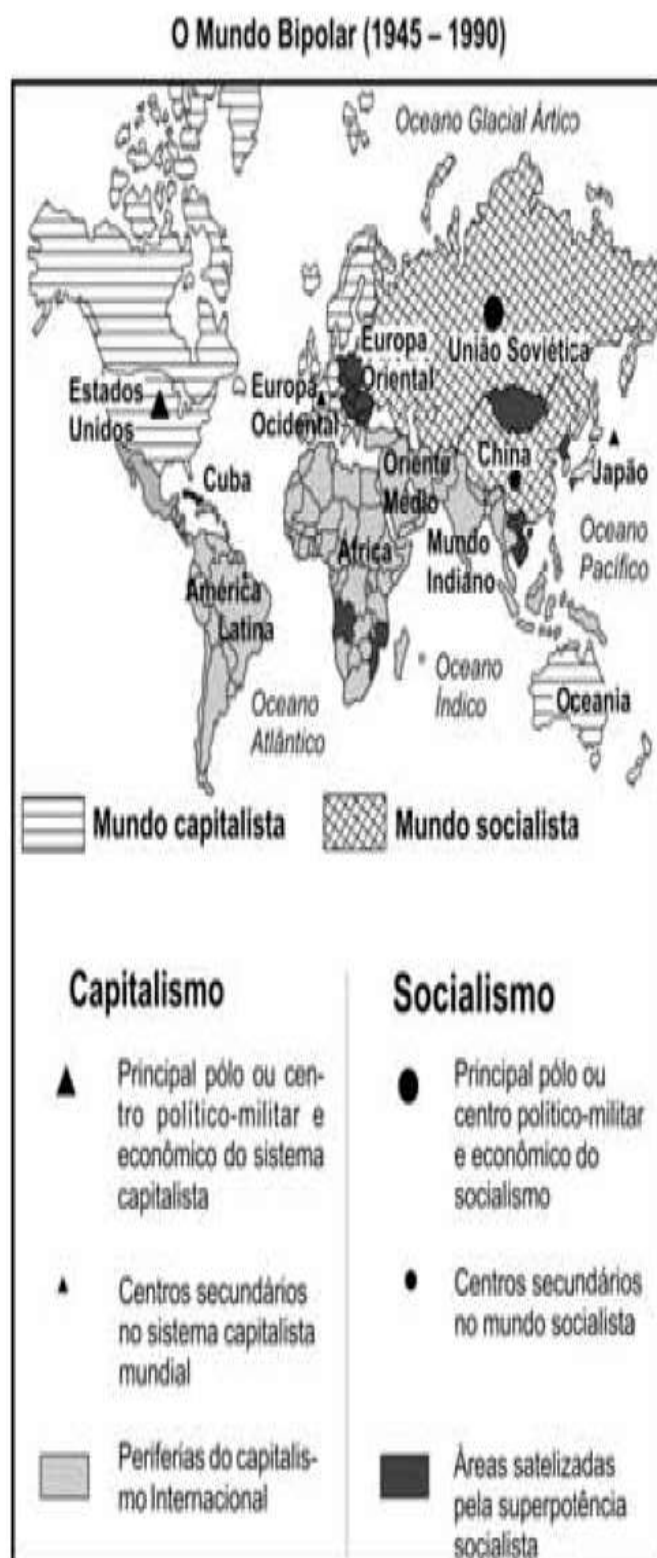 O Mundo Bipolar (1945 – 1990)
Oceano Glacial Ártico
Europa
Oriental
União Soviética
Estados
Unidos
Europa
Ocidental
Oriente
Médio
China
Japão
Cuba
África
Mundo
Indiano
Oceano
Pacífico
América
Latina
Oceano
Atlântico
Oceano
Índico
Oceania
Mundo capitalista
Mundo socialista
Capitalismo
Principal pólo ou cen-
tro político-militar e
econômico do sistema
capitalista
Centros secundários
no sistema capitalista
mundial
Periferias do capitalis-
mo Internacional
Socialismo
Principal pólo ou
centro político-militar
e econômico do
socialismo
Centros secundários
no mundo socialista
Áreas satelizadas
pela superpotência
socialista